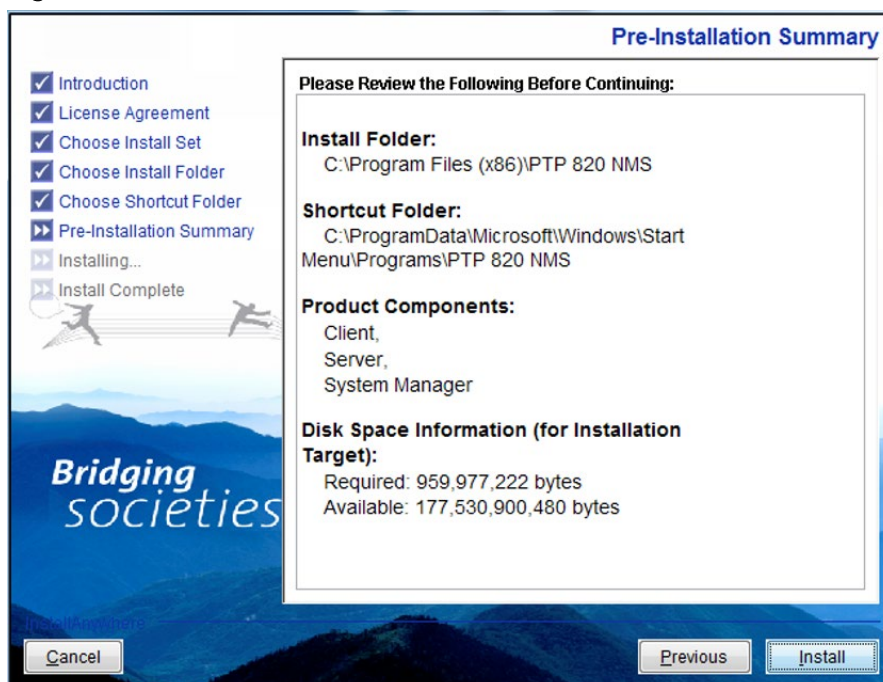 Pre-Installation Summary
Introduction
License Agreement
Choose Install Set
Choose Install Folder
Choose Shortcut Folder
Pre-Installation Summary
Installing...
Install Complete
Please Review the Following Before Continuing:
Install Folder:
C:\Program Files (x86)\PTP 820 NMS
Shortcut Folder:
C:\ProgramData\Microsoft\Windows\Start
Menu\Programs\PTP 820 NMS
Product Components:
Client,
Server,
System Manager
Disk Space Information (for Installation
Target):
Required: 959,977,222 bytes
Available: 177,530,900,480 bytes
Bridging
societies
InstallAnywhere
Cancel
Previous
Install